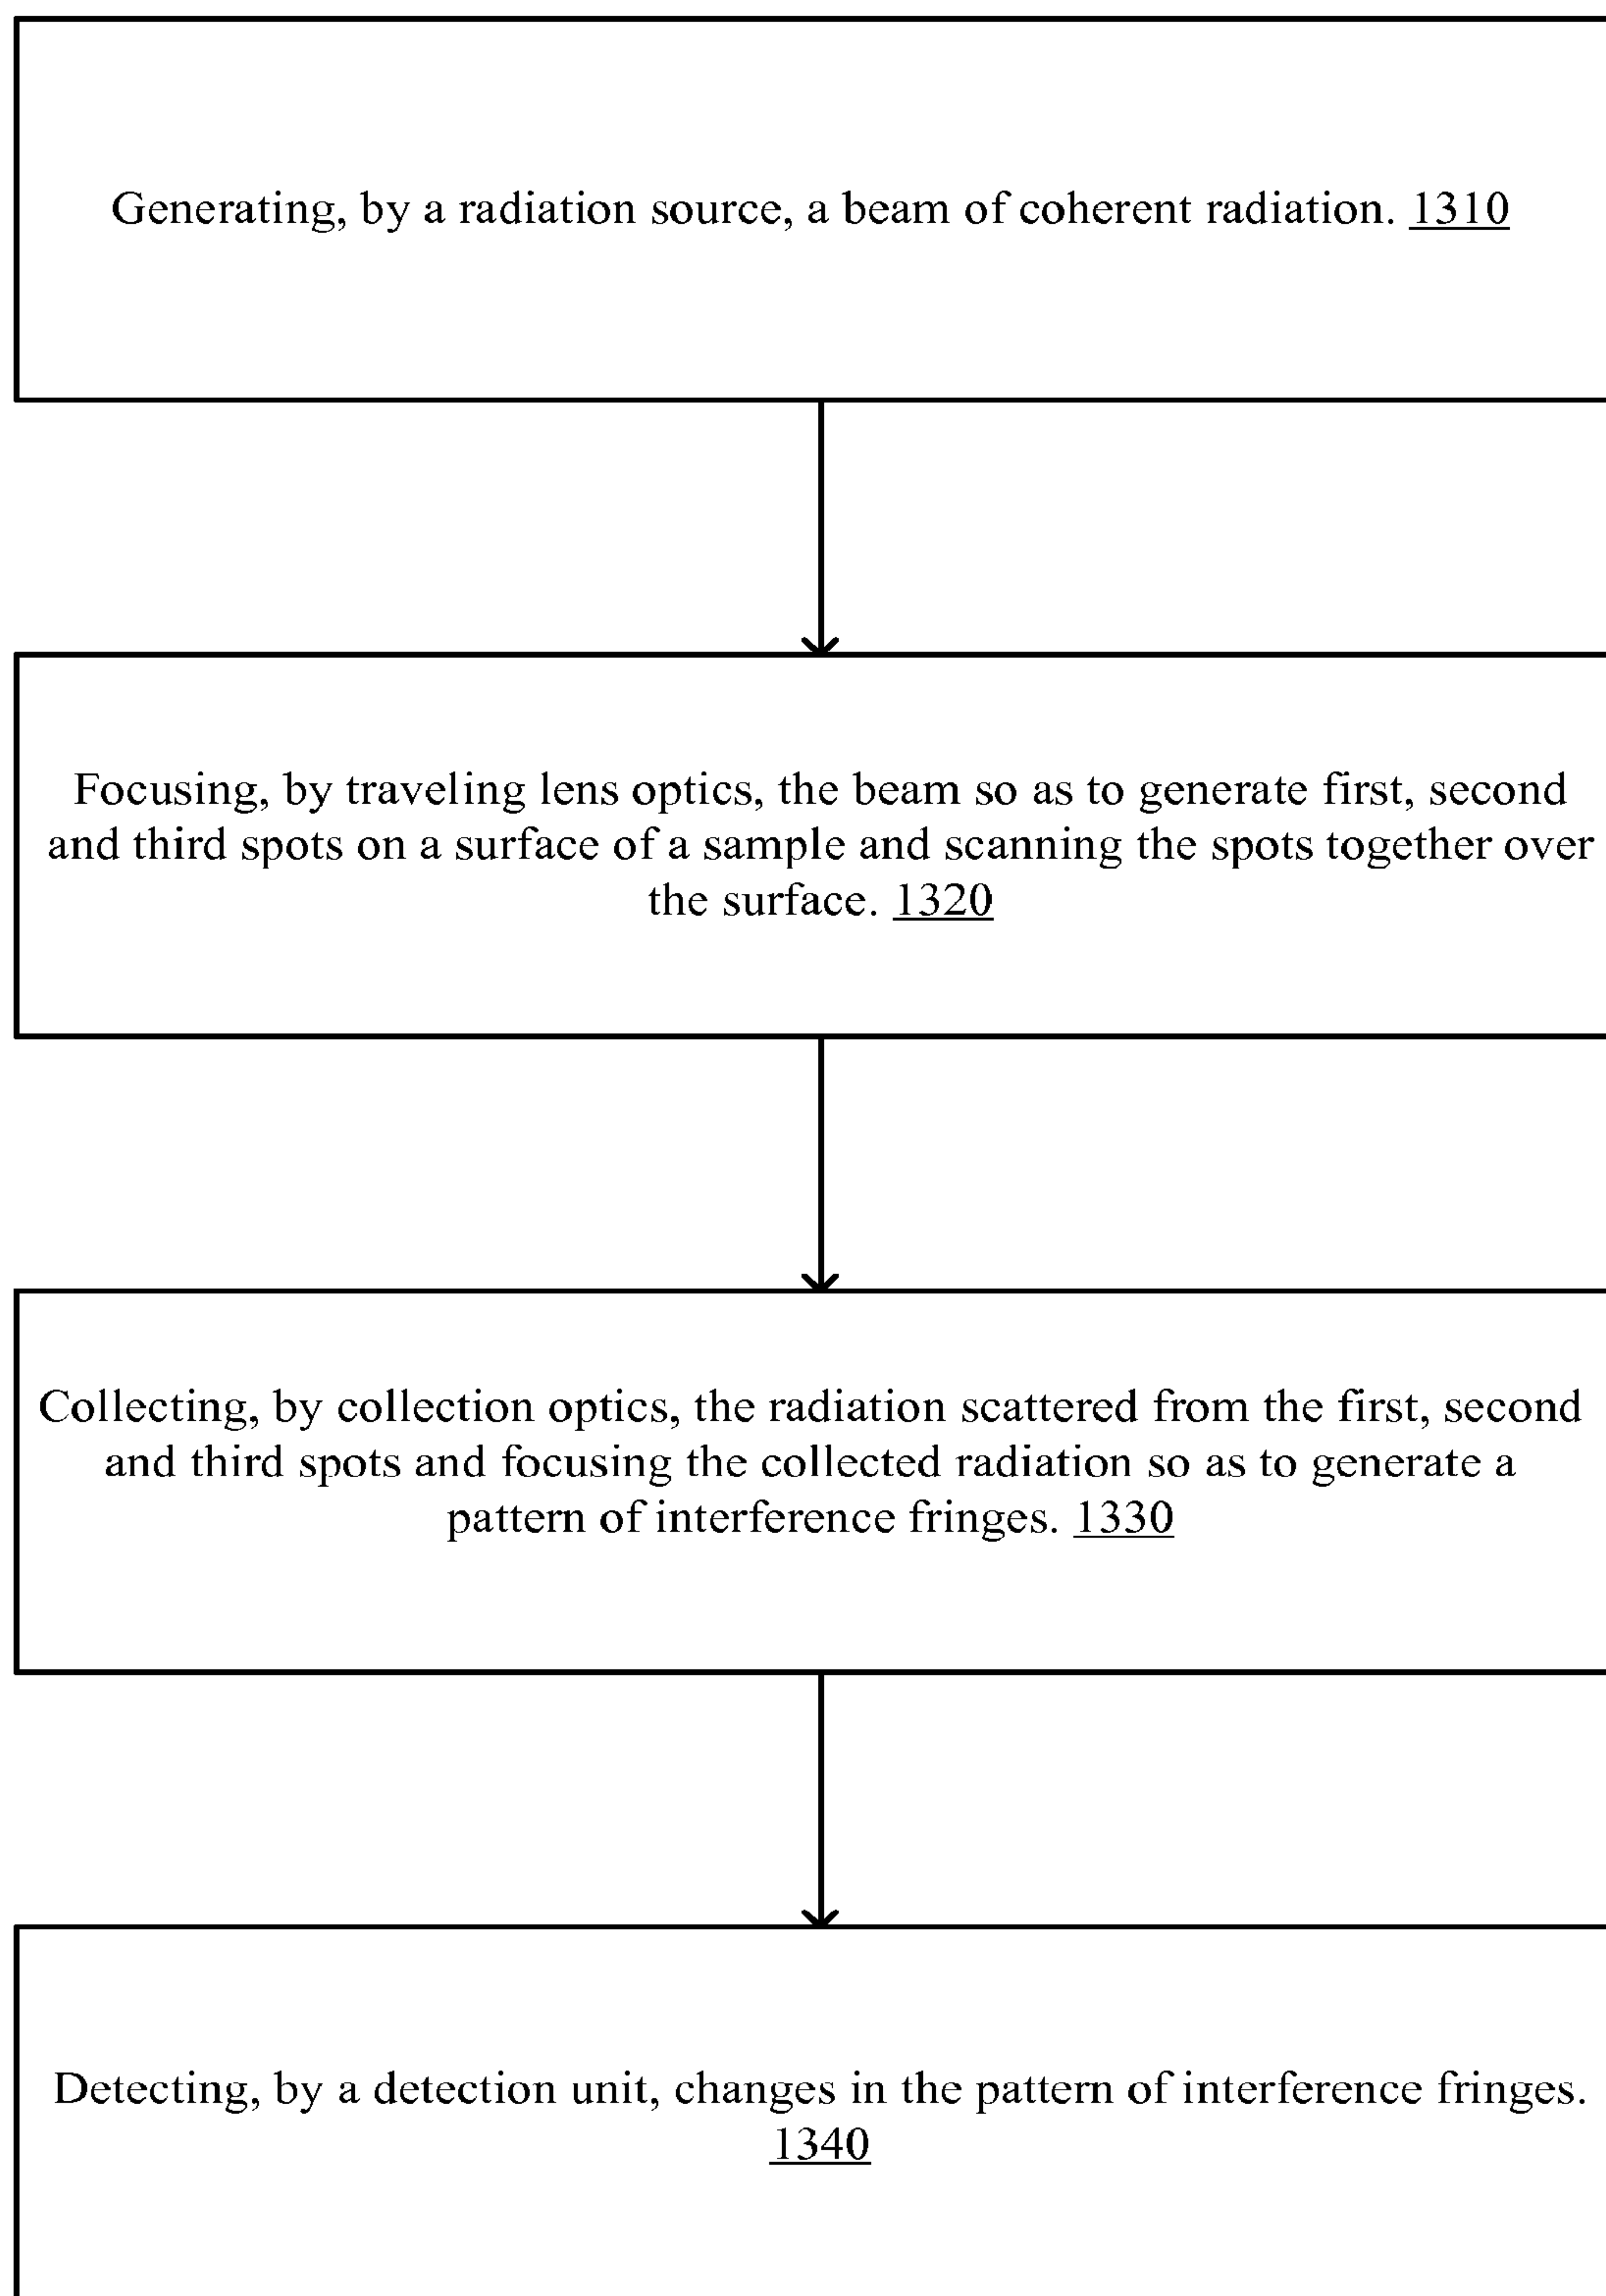 Generating, by a radiation source, a beam of coherent radiation. 1310
Focusing, by traveling lens optics, the beam so as to generate first, second
and third spots on a surface of a sample and scanning the spots together over
the surface. 1320
Collecting, by collection optics, the radiation scattered from the first, second
and third spots and focusing the collected radiation so as to generate a
pattern of interference fringes. 1330
Detecting, by a detection unit, changes in the pattern of interference fringes.
1340